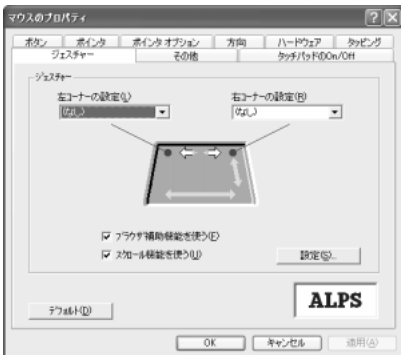 マウスのプロパティ
ボタン ポインタ ポインタ オプション 方向 ハードウェア タッピング
ジェスチャー その他 タッチパッドのOn/Off
ジェスチャー
左コーナーの設定(L) 右コーナーの設定(R)
(なし) (なし)
ブラウザ補助機能を使う(E)
スクロール機能を使う(U)
設定(S)...
デフォルト(D)
ALPS
OK キャンセル 適用(A)